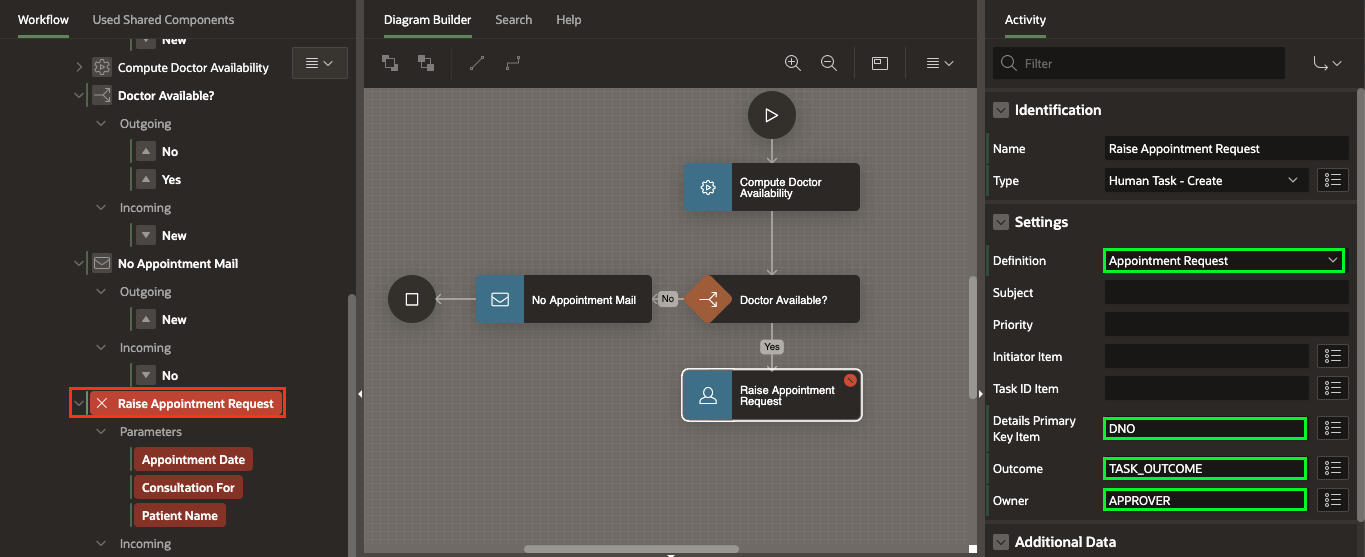 Workflow
Used Shared Components
New
Compute Doctor Availability
Doctor Available?
Outgoing
No
Yes
Incoming
New
No Appointment Mail
Outgoing
New
Incoming
No
Raise Appointment Request
Parameters
Appointment Date
Consultation For
Patient Name
Incoming
Diagram Builder
Search
Help
Compute Doctor
Availability
No Appointment Mail
No
Doctor Available?
Yes
Raise Appointment
Request
Activity
Filter
Identification
Name
Raise Appointment Request
Type
Human Task - Create
Settings
Definition
Appointment Request
Subject
Priority
Initiator Item
Task ID Item
Details Primary
Key Item
DNO
Outcome
TASK_OUTCOME
Owner
APPROVER
Additional Data